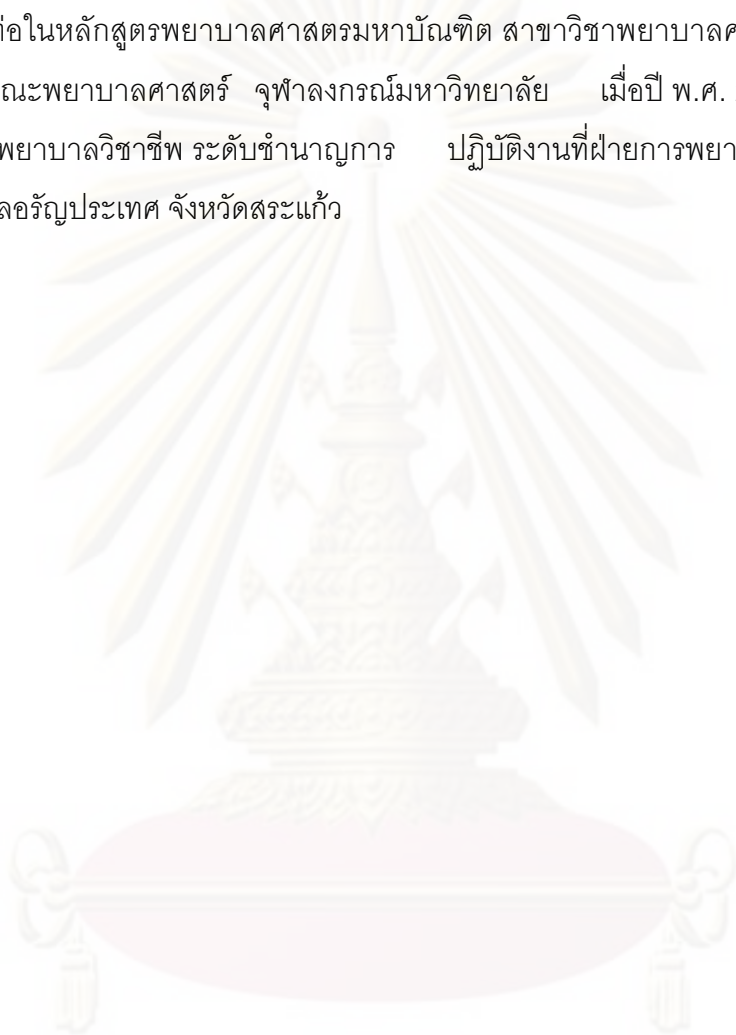 ต่อในหลักสูตรพยาบาลศาสตรมหาบัณฑิต สาขาวิชาพยาบาลศ
ณะพยาบาลศาสตร์ จุฬาลงกรณ์มหาวิทยาลัย เมื่อปี พ.ศ.
พยาบาลวิชาชีพ ระดับชำนาญการ ปฏิบัติงานที่ฝ่ายการพยา
ลอรัญประเทศ จังหวัดสระแก้ว